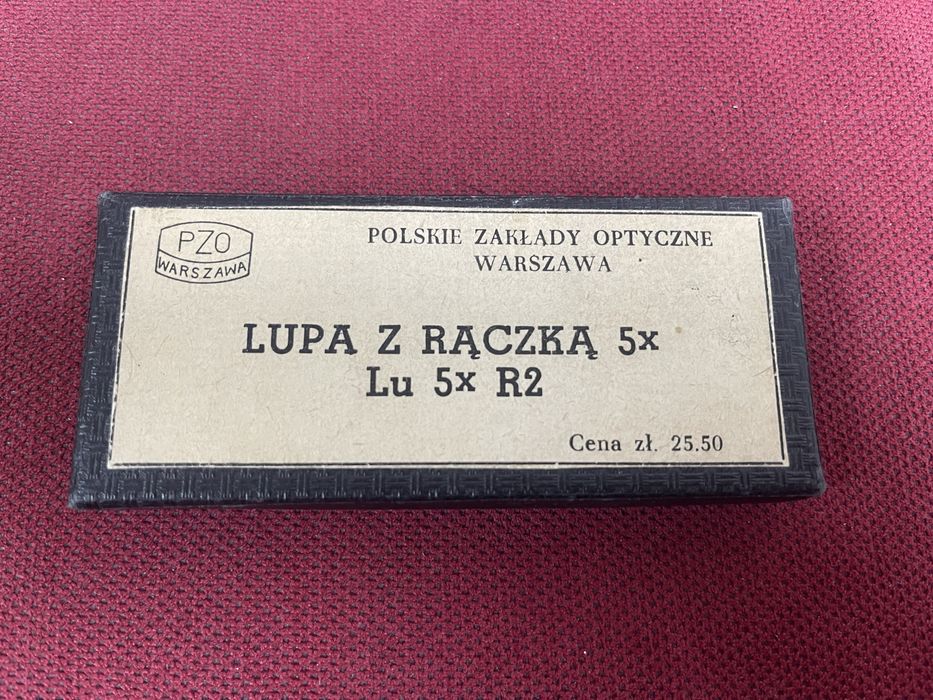 PZO
WARSZAWA
POLSKIE ZAKŁADY OPTYCZNE
WARSZAWA
LUPA Z RĄCZKĄ 5x
Lu 5x R2
Cena zł. 25.50